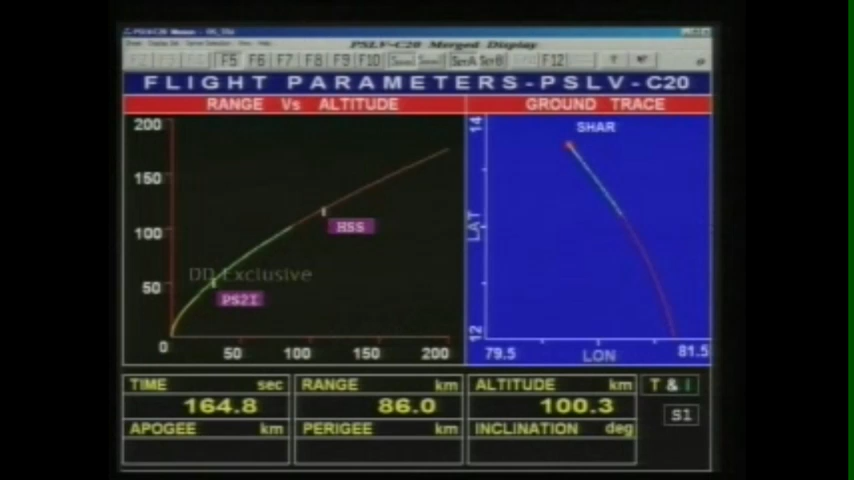 PSLV-C20 Merged Display
F5 F6 F7 F8 F9 F10 SetA SetB F12
FLIGHT PARAMETERS-PSLV-C20
RANGE Vs ALTITUDE
GROUND TRACE
200
150
100
50
0
50 100 150 200
HSS
PS2I
DD Exclusive
14
SHAR
LAT
12
79.5 LON 81.5
TIME sec
164.8
RANGE km
86.0
ALTITUDE km
100.3
T & I
S1
APOGEE km
PERIGEE km
INCLINATION deg